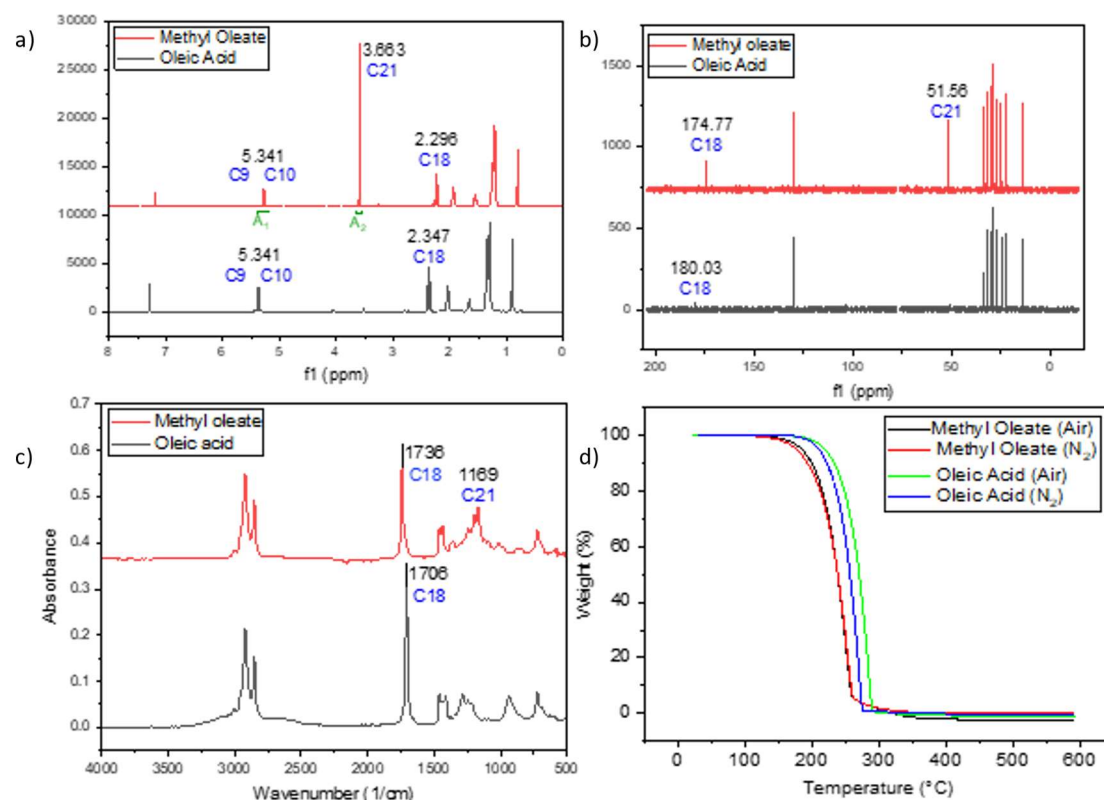 a)
30000
25000
20000
15000
10000
5000
0
Methyl Oleate
Oleic Acid
3.663
C21
5.341
C9 C10
2.296
C18
A1
A2
5.341
C9 C10
2.347
C18
8 7 6 5 4 3 2 1 0
f1 (ppm)
b)
1500
1000
500
0
Methyl oleate
Oleic Acid
174.77
C18
51.56
C21
180.03
C18
200 150 100 50 0
f1 (ppm)
c)
Absorbance
0.7
0.6
0.5
0.4
0.3
0.2
0.1
0.0
Methyl oleate
Oleic acid
1736
C18
1169
C21
1706
C18
4000 3500 3000 2500 2000 1500 1000 500
Wavenumber (1/cm)
d)
Weight (%)
100
80
60
40
20
0
Methyl Oleate (Air)
Methyl Oleate (N2)
Oleic Acid (Air)
Oleic Acid (N2)
0 100 200 300 400 500 600
Temperature (°C)